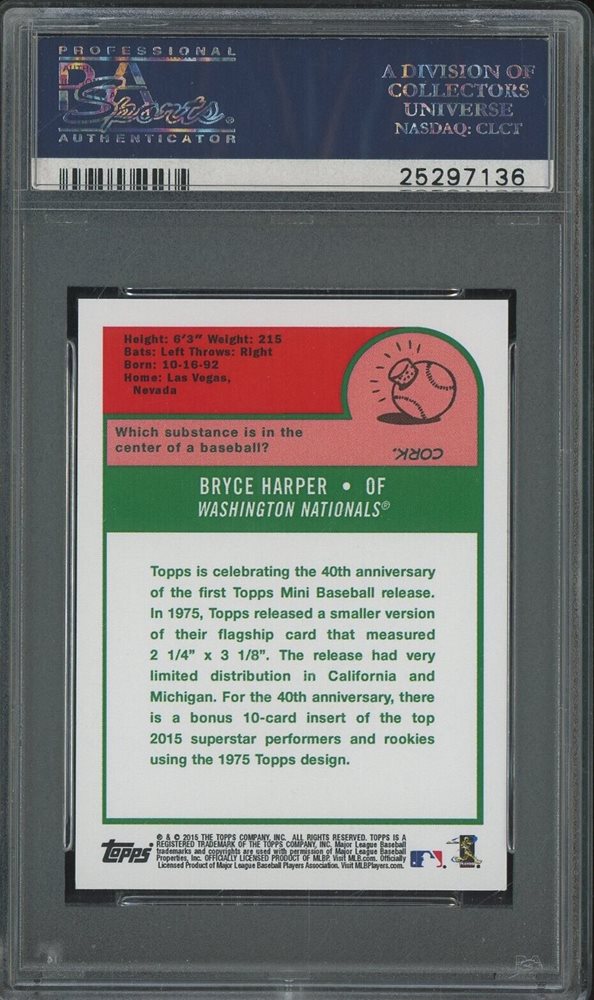 PROFESSIONAL
PSA
Sports®
AUTHENTICATOR
A DIVISION OF
COLLECTORS
UNIVERSE
NASDAQ: CLCT
25297136
Height: 6'3" Weight: 215
Bats: Left Throws: Right
Born: 10-16-92
Home: Las Vegas,
Nevada
Which substance is in the
center of a baseball?
CORK.
BRYCE HARPER • OF
WASHINGTON NATIONALS®
Topps is celebrating the 40th anniversary
of the first Topps Mini Baseball release.
In 1975, Topps released a smaller version
of their flagship card that measured
2 1/4" x 3 1/8". The release had very
limited distribution in California and
Michigan. For the 40th anniversary, there
is a bonus 10-card insert of the top
2015 superstar performers and rookies
using the 1975 Topps design.
Topps
® & © 2015 THE TOPPS COMPANY, INC. ALL RIGHTS RESERVED. TOPPS IS A
REGISTERED TRADEMARK OF THE TOPPS COMPANY, INC. Major League Baseball
trademarks and copyrights are used with permission of Major League Baseball
Properties, Inc. OFFICIALLY LICENSED PRODUCT OF MLBP. Visit MLB.com. Officially
Licensed Product of Major League Baseball Players Association. Visit MLBPlayers.com.
PSA